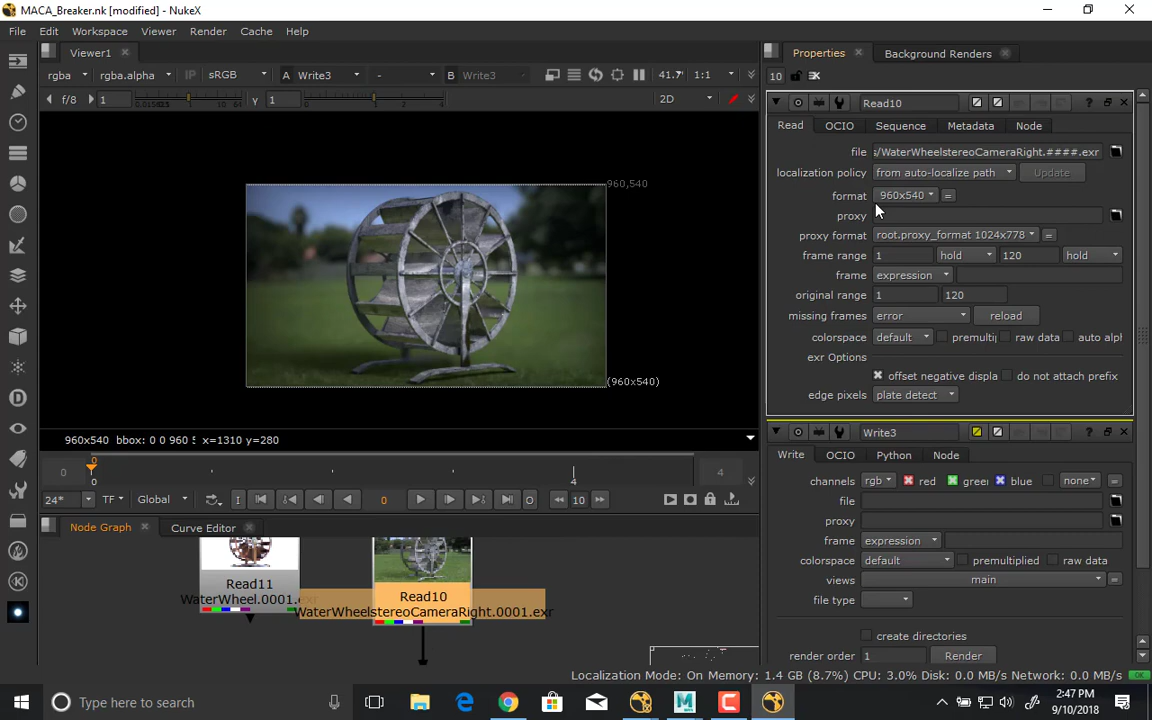 MACA_Breaker.nk [modified] - NukeX
File Edit Workspace Viewer Render Cache Help
Viewer1
rgba rgba.alpha IP sRGB A Write3 - B Write3 41.7 1:1
f/8 1 Y 1 2D
960,540
(960x540)
960x540 bbox: 0 0 960 5 x=1310 y=280
0 0 0 4 4
24* TF Global 0 I O 10
Node Graph Curve Editor
Read11
WaterWheel.0001.ex
Read10
WaterWheelstereoCameraRight.0001.exr
Properties Background Renders
10
Read10
Read OCIO Sequence Metadata Node
file s/WaterWheelstereoCameraRight.####.exr
localization policy from auto-localize path Update
format 960x540 =
proxy
proxy format root.proxy_format 1024x778 =
frame range 1 hold 120 hold
frame expression
original range 1 120
missing frames error reload
colorspace default premultip raw data auto alph
exr Options
offset negative displa do not attach prefix
edge pixels plate detect
Write3
Write OCIO Python Node
channels rgb red green blue none =
file
proxy
frame expression
colorspace default premultiplied raw data
views main =
file type
create directories
render order 1 Render
Localization Mode: On Memory: 1.4 GB (8.7%) CPU: 3.0% Disk: 0.0 MB/s Network: 0.0 MB/s OK
Type here to search
2:47 PM
9/10/2018